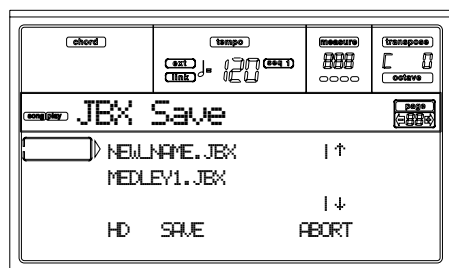 chord tempo measure transpose
ext link ♩= 120 seq 1 888 [ 0
octave
song play JBX Save page
NEW_NAME.JBX | ↑
MEDLEY1.JBX
| ↓
HD SAVE ABORT